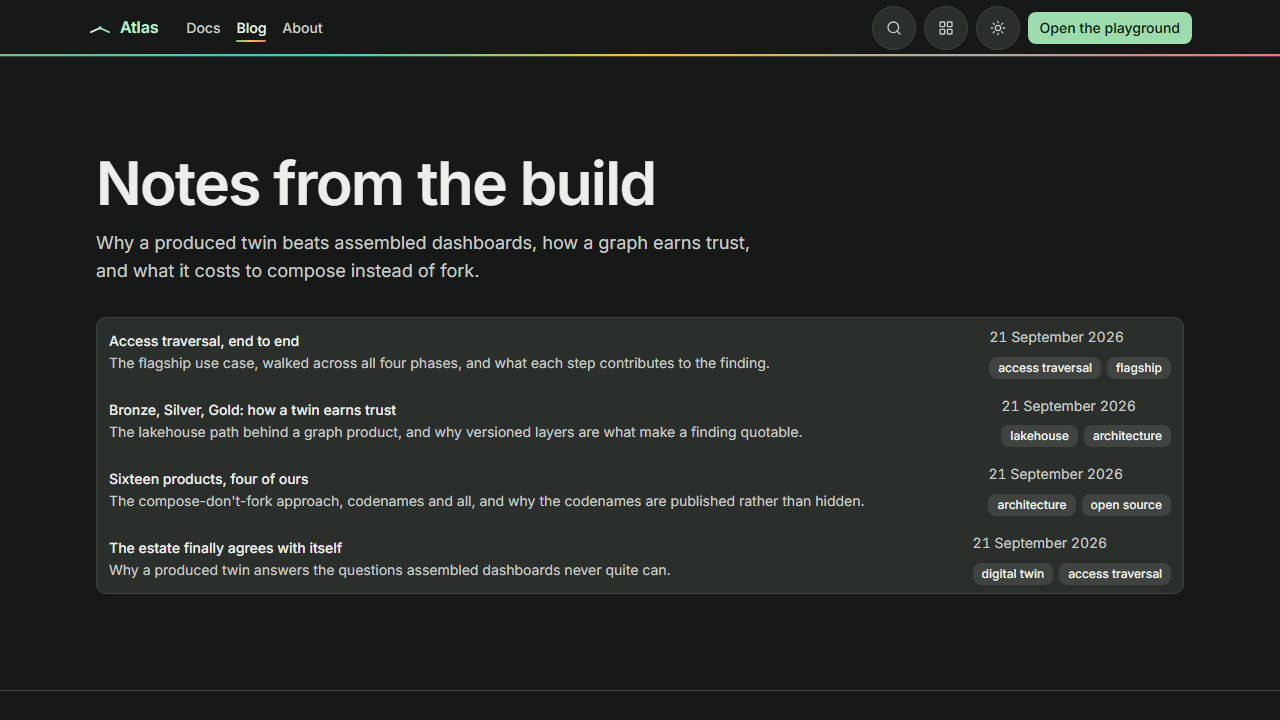 Atlas
Docs
Blog
About
Open the playground
Notes from the build
Why a produced twin beats assembled dashboards, how a graph earns trust,
and what it costs to compose instead of fork.
Access traversal, end to end
The flagship use case, walked across all four phases, and what each step contributes to the finding.
21 September 2026
access traversal
flagship
Bronze, Silver, Gold: how a twin earns trust
The lakehouse path behind a graph product, and why versioned layers are what make a finding quotable.
21 September 2026
lakehouse
architecture
Sixteen products, four of ours
The compose-don't-fork approach, codenames and all, and why the codenames are published rather than hidden.
21 September 2026
architecture
open source
The estate finally agrees with itself
Why a produced twin answers the questions assembled dashboards never quite can.
21 September 2026
digital twin
access traversal